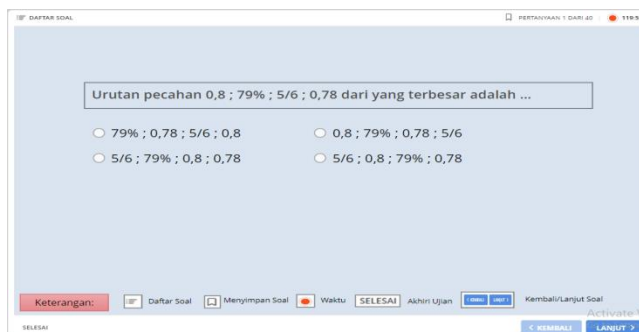 DAFTAR SOAL
PERTANYAAN 1 DARI 40
Urutan pecahan 0,8 ; 79% ; 5/6 ; 0,78 dari yang terbesar adalah ...
79% ; 0,78 ; 5/6 ; 0,8
0,8 ; 79% ; 0,78 ; 5/6
5/6 ; 79% ; 0,8 ; 0,78
5/6 ; 0,8 ; 79% ; 0,78
Keterangan:
Daftar Soal
Menyimpan Soal
Waktu
SELESAI
Akhiri Ujian
Kembali/Lanjut Soal
Activate
SELESAI
< KEMBALI
LANJUT >